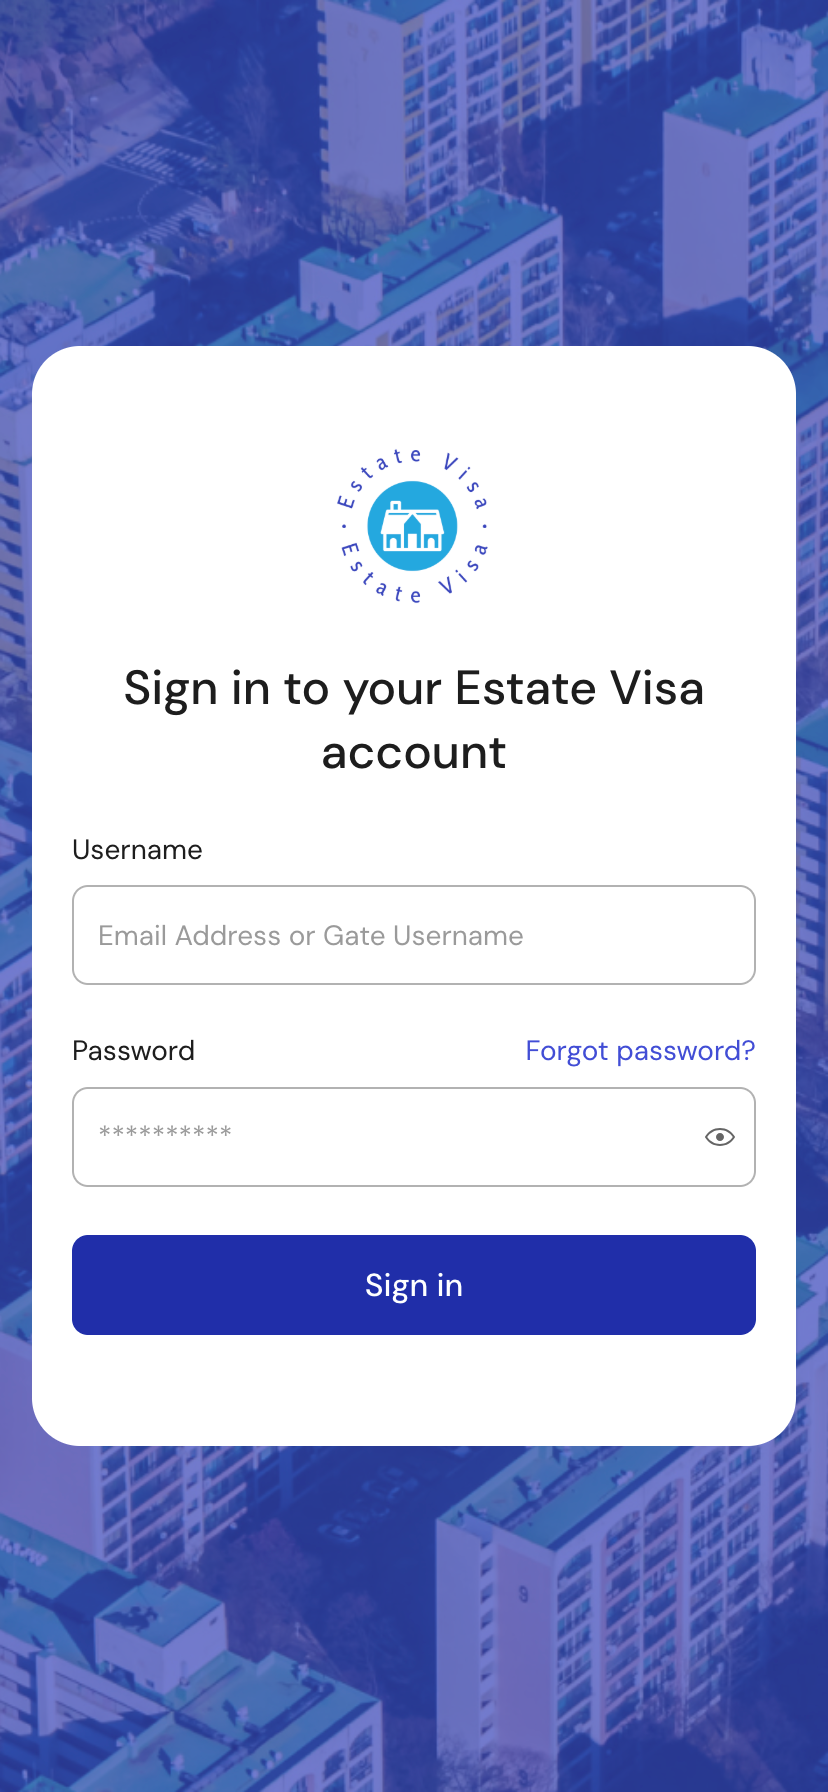 Estate Visa
Estate Visa
Sign in to your Estate Visa
account
Username
Email Address or Gate Username
Password
Forgot password?
**********
Sign in
9